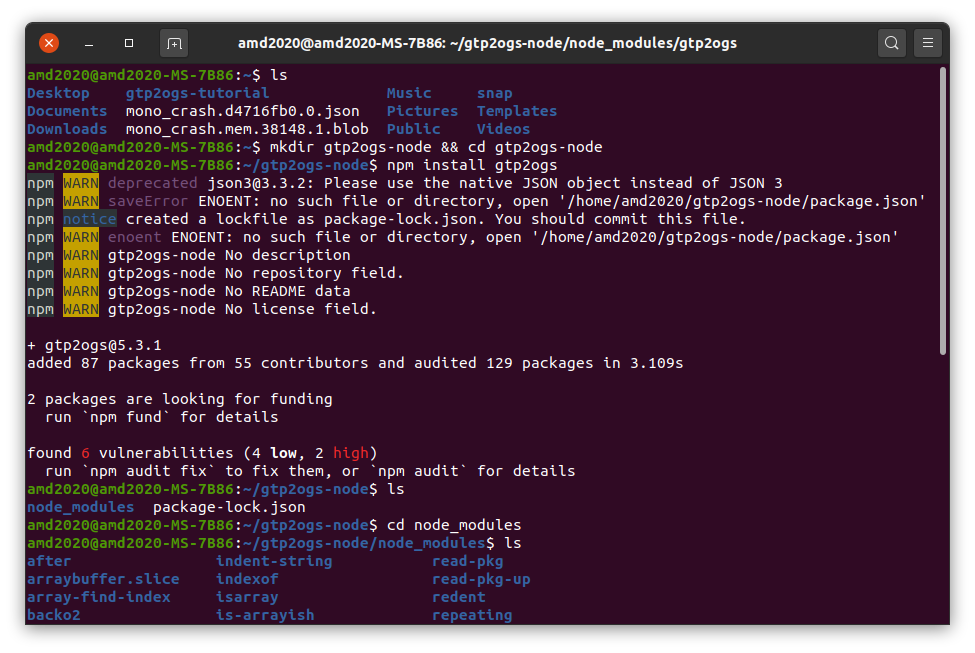 amd2020@amd2020-MS-7B86: ~/gtp2ogs-node/node_modules/gtp2ogs
amd2020@amd2020-MS-7B86:~$ ls
Desktop    gtp2ogs-tutorial             Music     snap
Documents  mono_crash.d4716fb0.0.json   Pictures  Templates
Downloads  mono_crash.mem.38148.1.blob  Public    Videos
amd2020@amd2020-MS-7B86:~$ mkdir gtp2ogs-node && cd gtp2ogs-node
amd2020@amd2020-MS-7B86:~/gtp2ogs-node$ npm install gtp2ogs
npm WARN deprecated json3@3.3.2: Please use the native JSON object instead of JSON 3
npm WARN saveError ENOENT: no such file or directory, open '/home/amd2020/gtp2ogs-node/package.json'
npm notice created a lockfile as package-lock.json. You should commit this file.
npm WARN enoent ENOENT: no such file or directory, open '/home/amd2020/gtp2ogs-node/package.json'
npm WARN gtp2ogs-node No description
npm WARN gtp2ogs-node No repository field.
npm WARN gtp2ogs-node No README data
npm WARN gtp2ogs-node No license field.
+ gtp2ogs@5.3.1
added 87 packages from 55 contributors and audited 129 packages in 3.109s
2 packages are looking for funding
  run `npm fund` for details
found 6 vulnerabilities (4 low, 2 high)
  run `npm audit fix` to fix them, or `npm audit` for details
amd2020@amd2020-MS-7B86:~/gtp2ogs-node$ ls
node_modules  package-lock.json
amd2020@amd2020-MS-7B86:~/gtp2ogs-node$ cd node_modules
amd2020@amd2020-MS-7B86:~/gtp2ogs-node/node_modules$ ls
after                indent-string           read-pkg
arraybuffer.slice    indexof                 read-pkg-up
array-find-index     isarray                 redent
backo2               is-arrayish             repeating